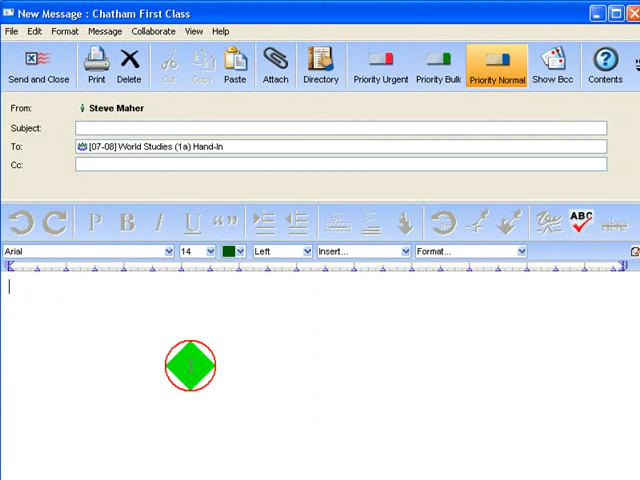 New Message : Chatham First Class
File Edit Format Message Collaborate View Help
Send and Close Print Delete Cut Copy Paste Attach Directory Priority Urgent Priority Bulk Priority Normal Show Bcc Contents
From: Steve Maher
Subject:
To: [07-08] World Studies (1a) Hand-In
Cc:
P B I U “” ABC abc
Arial 14 Left Insert... Format...